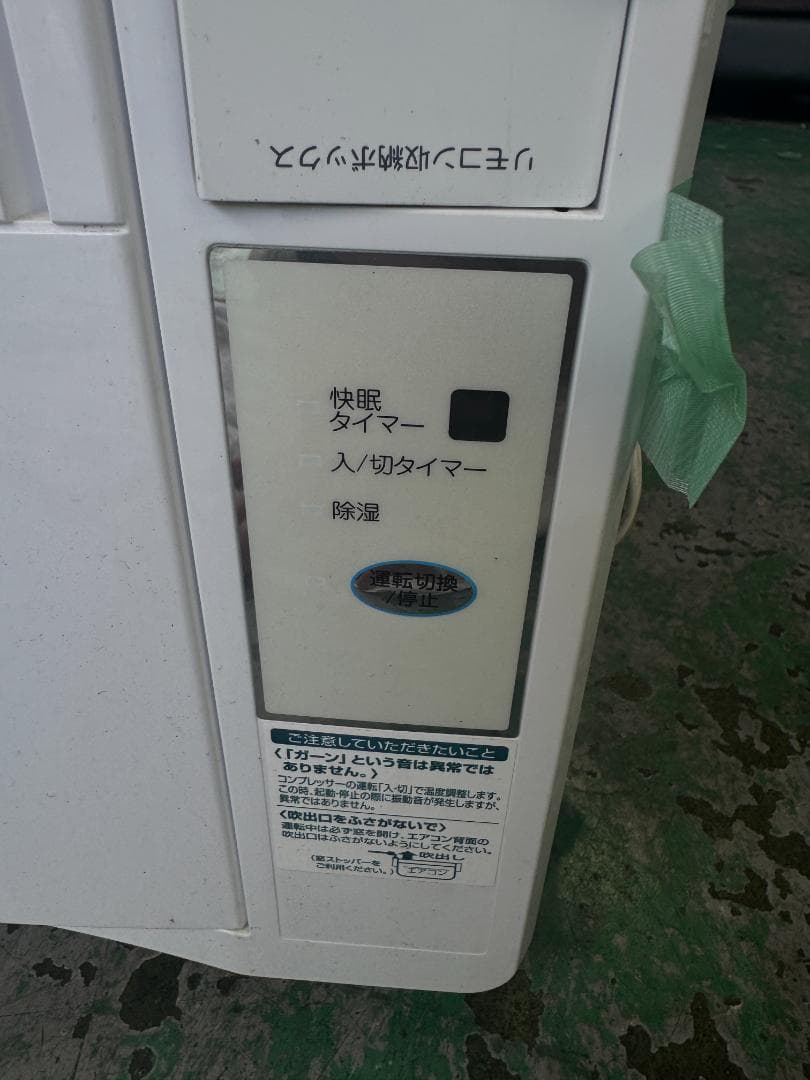 リモコン収納ボックス
快眠
タイマー
入/切タイマー
除湿
運転切換
/停止
ご注意していただきたいこと
〈「ガーン」という音は異常では
ありません。〉
コンプレッサーの運転「入・切」で温度調整します。
この時、起動・停止の際に振動音が発生しますが、
異常ではありません。
〈吹出口をふさがないで〉
運転中は必ず窓を開け、エアコン背面の
吹出口はふさがないようにしてください。
吹出し
(窓ストッパーを
ご利用ください。)
エアコン